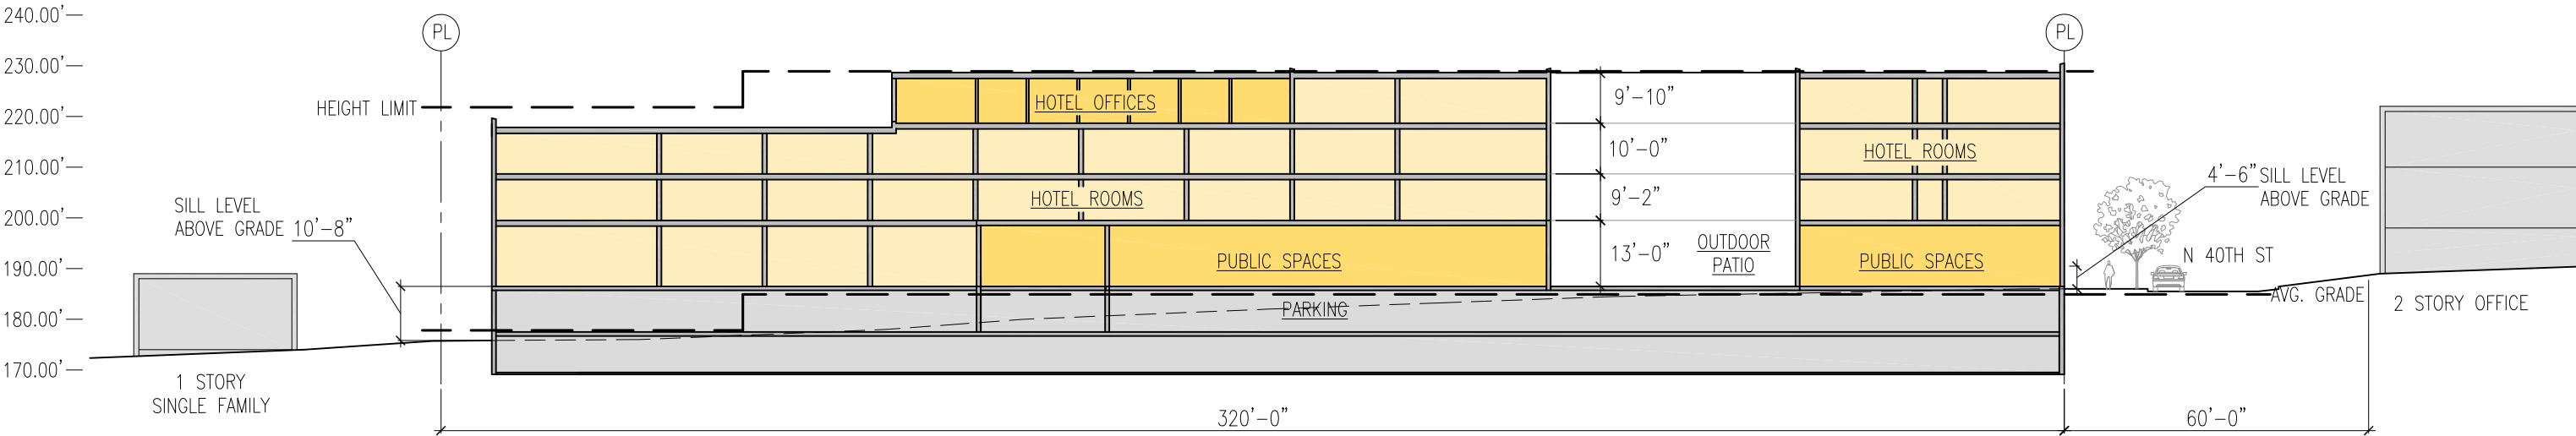 240.00'
230.00'
220.00'
210.00'
200.00'
190.00'
180.00'
170.00'
PL
PL
HEIGHT LIMIT
HOTEL OFFICES
9'-10"
10'-0"
HOTEL ROOMS
4'-6" SILL LEVEL
ABOVE GRADE
SILL LEVEL
ABOVE GRADE 10'-8"
HOTEL ROOMS
9'-2"
13'-0"
OUTDOOR
PATIO
PUBLIC SPACES
PUBLIC SPACES
N 40TH ST
AVG. GRADE
PARKING
2 STORY OFFICE
1 STORY
SINGLE FAMILY
320'-0"
60'-0"